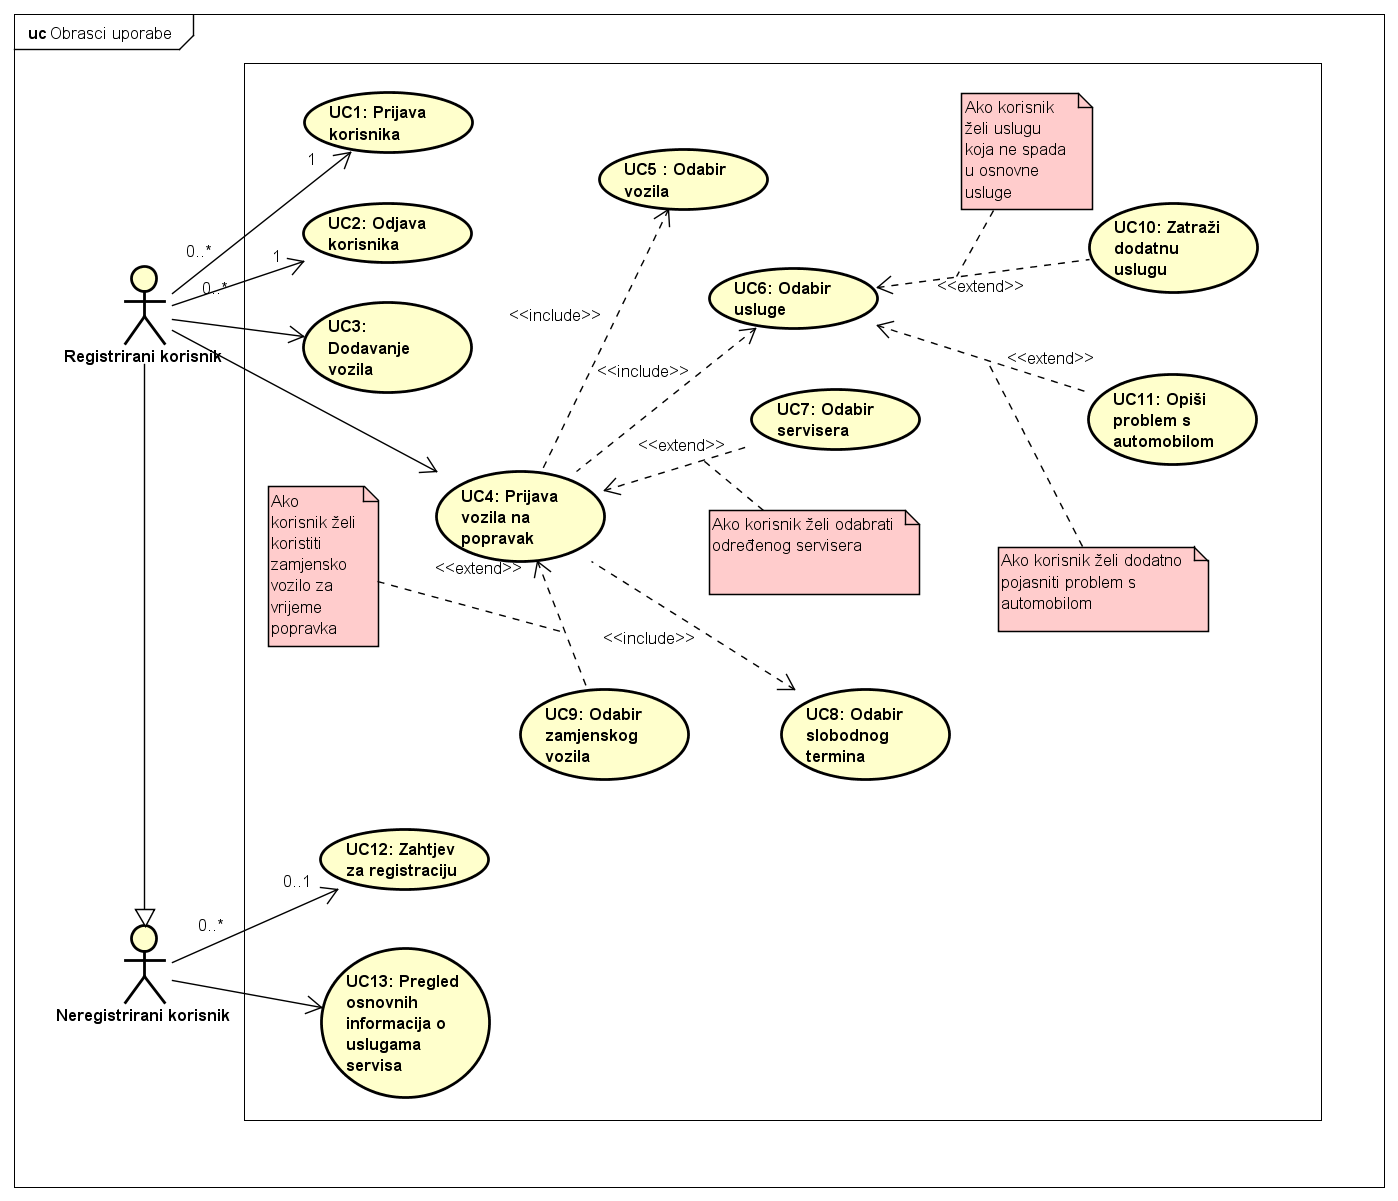 uc Obrasci uporabe
UC1: Prijava
korisnika
1
0..*
UC2: Odjava
korisnika
1
0..*
UC3:
Dodavanje
vozila
Registrirani korisnik
UC5 : Odabir
vozila
<<include>>
Ako korisnik
želi uslugu
koja ne spada
u osnovne
usluge
UC10: Zatraži
dodatnu
uslugu
<<extend>>
UC6: Odabir
usluge
<<include>>
<<extend>>
UC11: Opiši
problem s
automobilom
UC7: Odabir
servisera
<<extend>>
UC4: Prijava
vozila na
popravak
Ako
korisnik želi
koristiti
zamjensko
vozilo za
vrijeme
popravka
<<extend>>
Ako korisnik želi odabrati
određenog servisera
Ako korisnik želi dodatno
pojasniti problem s
automobilom
<<include>>
UC9: Odabir
zamjenskog
vozila
UC8: Odabir
slobodnog
termina
UC12: Zahtjev
za registraciju
0..1
0..*
Neregistrirani korisnik
UC13: Pregled
osnovnih
informacija o
uslugama
servisa